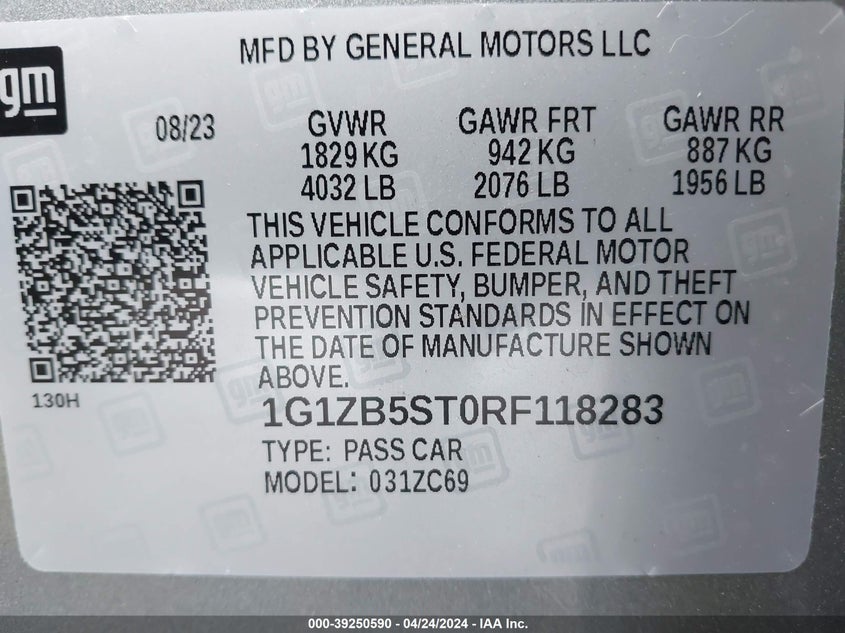 MFD BY GENERAL MOTORS LLC
gm
08/23
GVWR
1829 KG
4032 LB
GAWR FRT
942 KG
2076 LB
GAWR RR
887 KG
1956 LB
THIS VEHICLE CONFORMS TO ALL
APPLICABLE U.S. FEDERAL MOTOR
VEHICLE SAFETY, BUMPER, AND THEFT
PREVENTION STANDARDS IN EFFECT ON
THE DATE OF MANUFACTURE SHOWN
ABOVE.
130H
1G1ZB5ST0RF118283
TYPE: PASS CAR
MODEL: 031ZC69
000-39250590 - 04/24/2024 - IAA Inc.